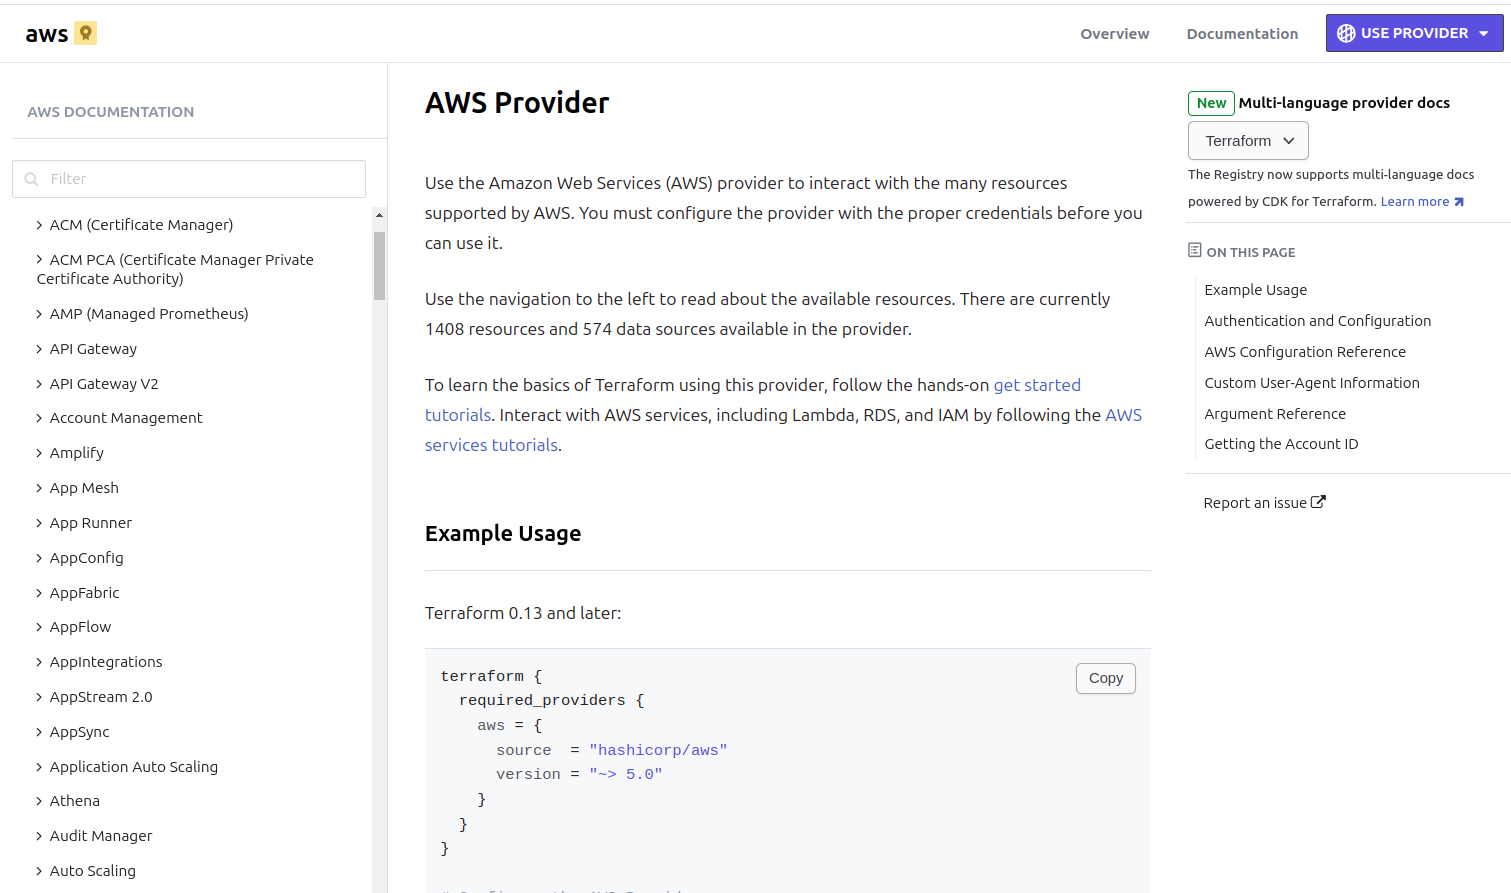 aws
Overview
Documentation
USE PROVIDER
AWS DOCUMENTATION
Filter
ACM (Certificate Manager)
ACM PCA (Certificate Manager Private
Certificate Authority)
AMP (Managed Prometheus)
API Gateway
API Gateway V2
Account Management
Amplify
App Mesh
App Runner
AppConfig
AppFabric
AppFlow
AppIntegrations
AppStream 2.0
AppSync
Application Auto Scaling
Athena
Audit Manager
Auto Scaling
AWS Provider
Use the Amazon Web Services (AWS) provider to interact with the many resources
supported by AWS. You must configure the provider with the proper credentials before you
can use it.
Use the navigation to the left to read about the available resources. There are currently
1408 resources and 574 data sources available in the provider.
To learn the basics of Terraform using this provider, follow the hands-on get started
tutorials. Interact with AWS services, including Lambda, RDS, and IAM by following the AWS
services tutorials.
Example Usage
Terraform 0.13 and later:
Copy
terraform {
  required_providers {
    aws = {
      source  = "hashicorp/aws"
      version = "~> 5.0"
    }
  }
}
New Multi-language provider docs
Terraform
The Registry now supports multi-language docs
powered by CDK for Terraform. Learn more
ON THIS PAGE
Example Usage
Authentication and Configuration
AWS Configuration Reference
Custom User-Agent Information
Argument Reference
Getting the Account ID
Report an issue